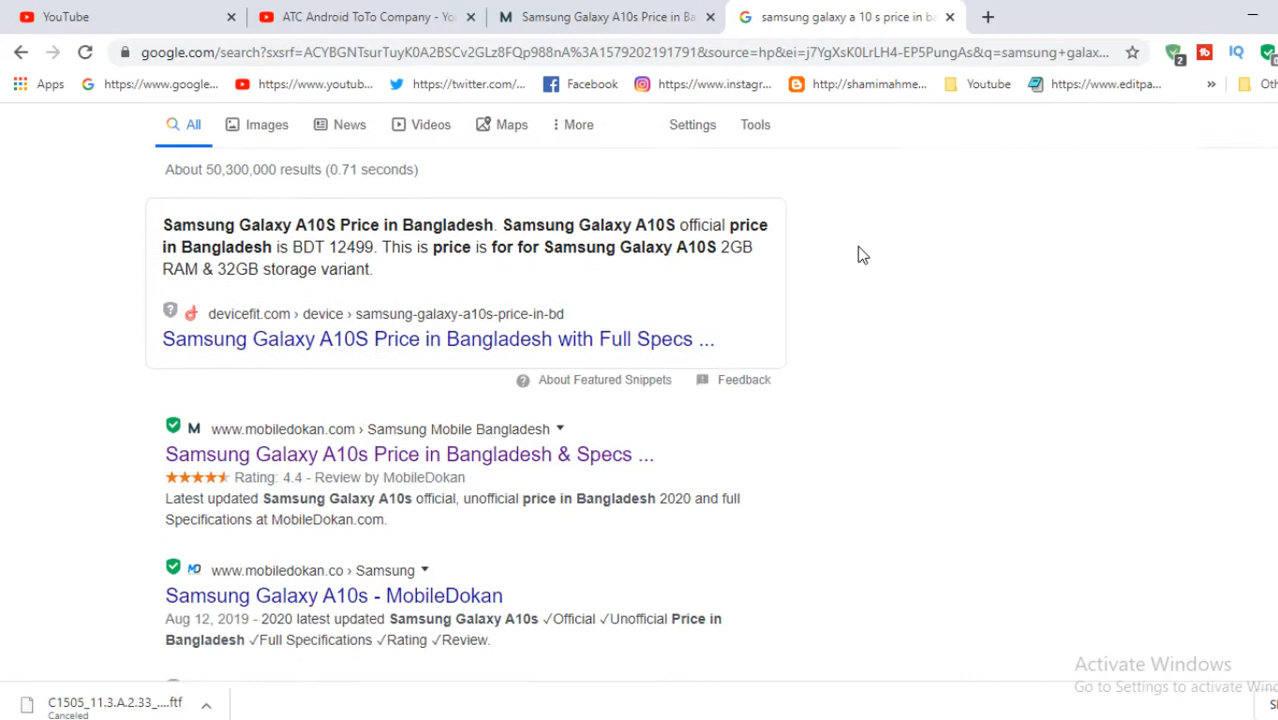 YouTube
ATC Android ToTo Company - Yo
Samsung Galaxy A10s Price in Ba
samsung galaxy a 10 s price in ba
google.com/search?sxsrf=ACYBGNTsurTuyK0A2BSCv2GLz8FQp988nA%3A1579202191791&source=hp&ei=j7YgXsK0LrLH4-EP5PungAs&q=samsung+galax...
2
IQ
Apps
https://www.google...
https://www.youtub...
https://twitter.com/...
Facebook
https://www.instagr...
http://shamimahme...
Youtube
https://www.editpa...
»
All
Images
News
Videos
Maps
More
Settings
Tools
About 50,300,000 results (0.71 seconds)
Samsung Galaxy A10S Price in Bangladesh. Samsung Galaxy A10S official price
in Bangladesh is BDT 12499. This is price is for for Samsung Galaxy A10S 2GB
RAM & 32GB storage variant.
devicefit.com › device › samsung-galaxy-a10s-price-in-bd
Samsung Galaxy A10S Price in Bangladesh with Full Specs ...
About Featured Snippets
Feedback
M www.mobiledokan.com › Samsung Mobile Bangladesh
Samsung Galaxy A10s Price in Bangladesh & Specs ...
Rating: 4.4 - Review by MobileDokan
Latest updated Samsung Galaxy A10s official, unofficial price in Bangladesh 2020 and full
Specifications at MobileDokan.com.
MD www.mobiledokan.co › Samsung
Samsung Galaxy A10s - MobileDokan
Aug 12, 2019 - 2020 latest updated Samsung Galaxy A10s ✓Official ✓Unofficial Price in
Bangladesh ✓Full Specifications ✓Rating ✓Review.
Activate Windows
Go to Settings to activate Wind
C1505_11.3.A.2.33_....ftf
Canceled